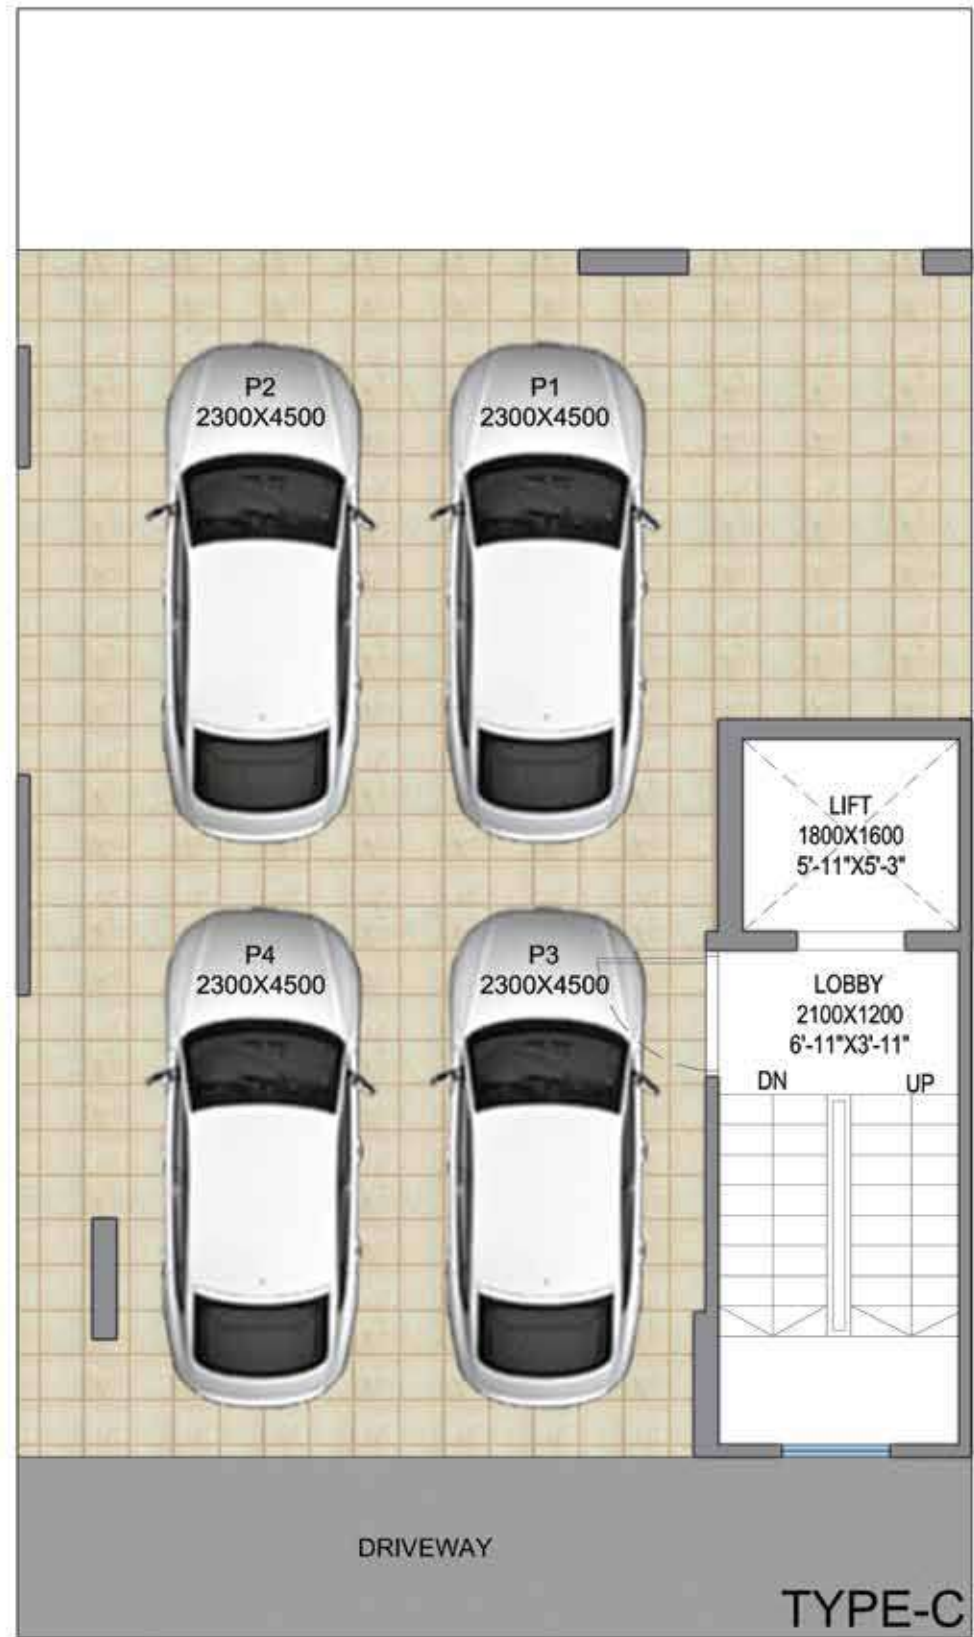 P2
2300X4500
P1
2300X4500
LIFT
1800X1600
5'-11"X5'-3"
P4
2300X4500
P3
2300X4500
LOBBY
2100X1200
6'-11"X3'-11"
DN
UP
DRIVEWAY
TYPE-C